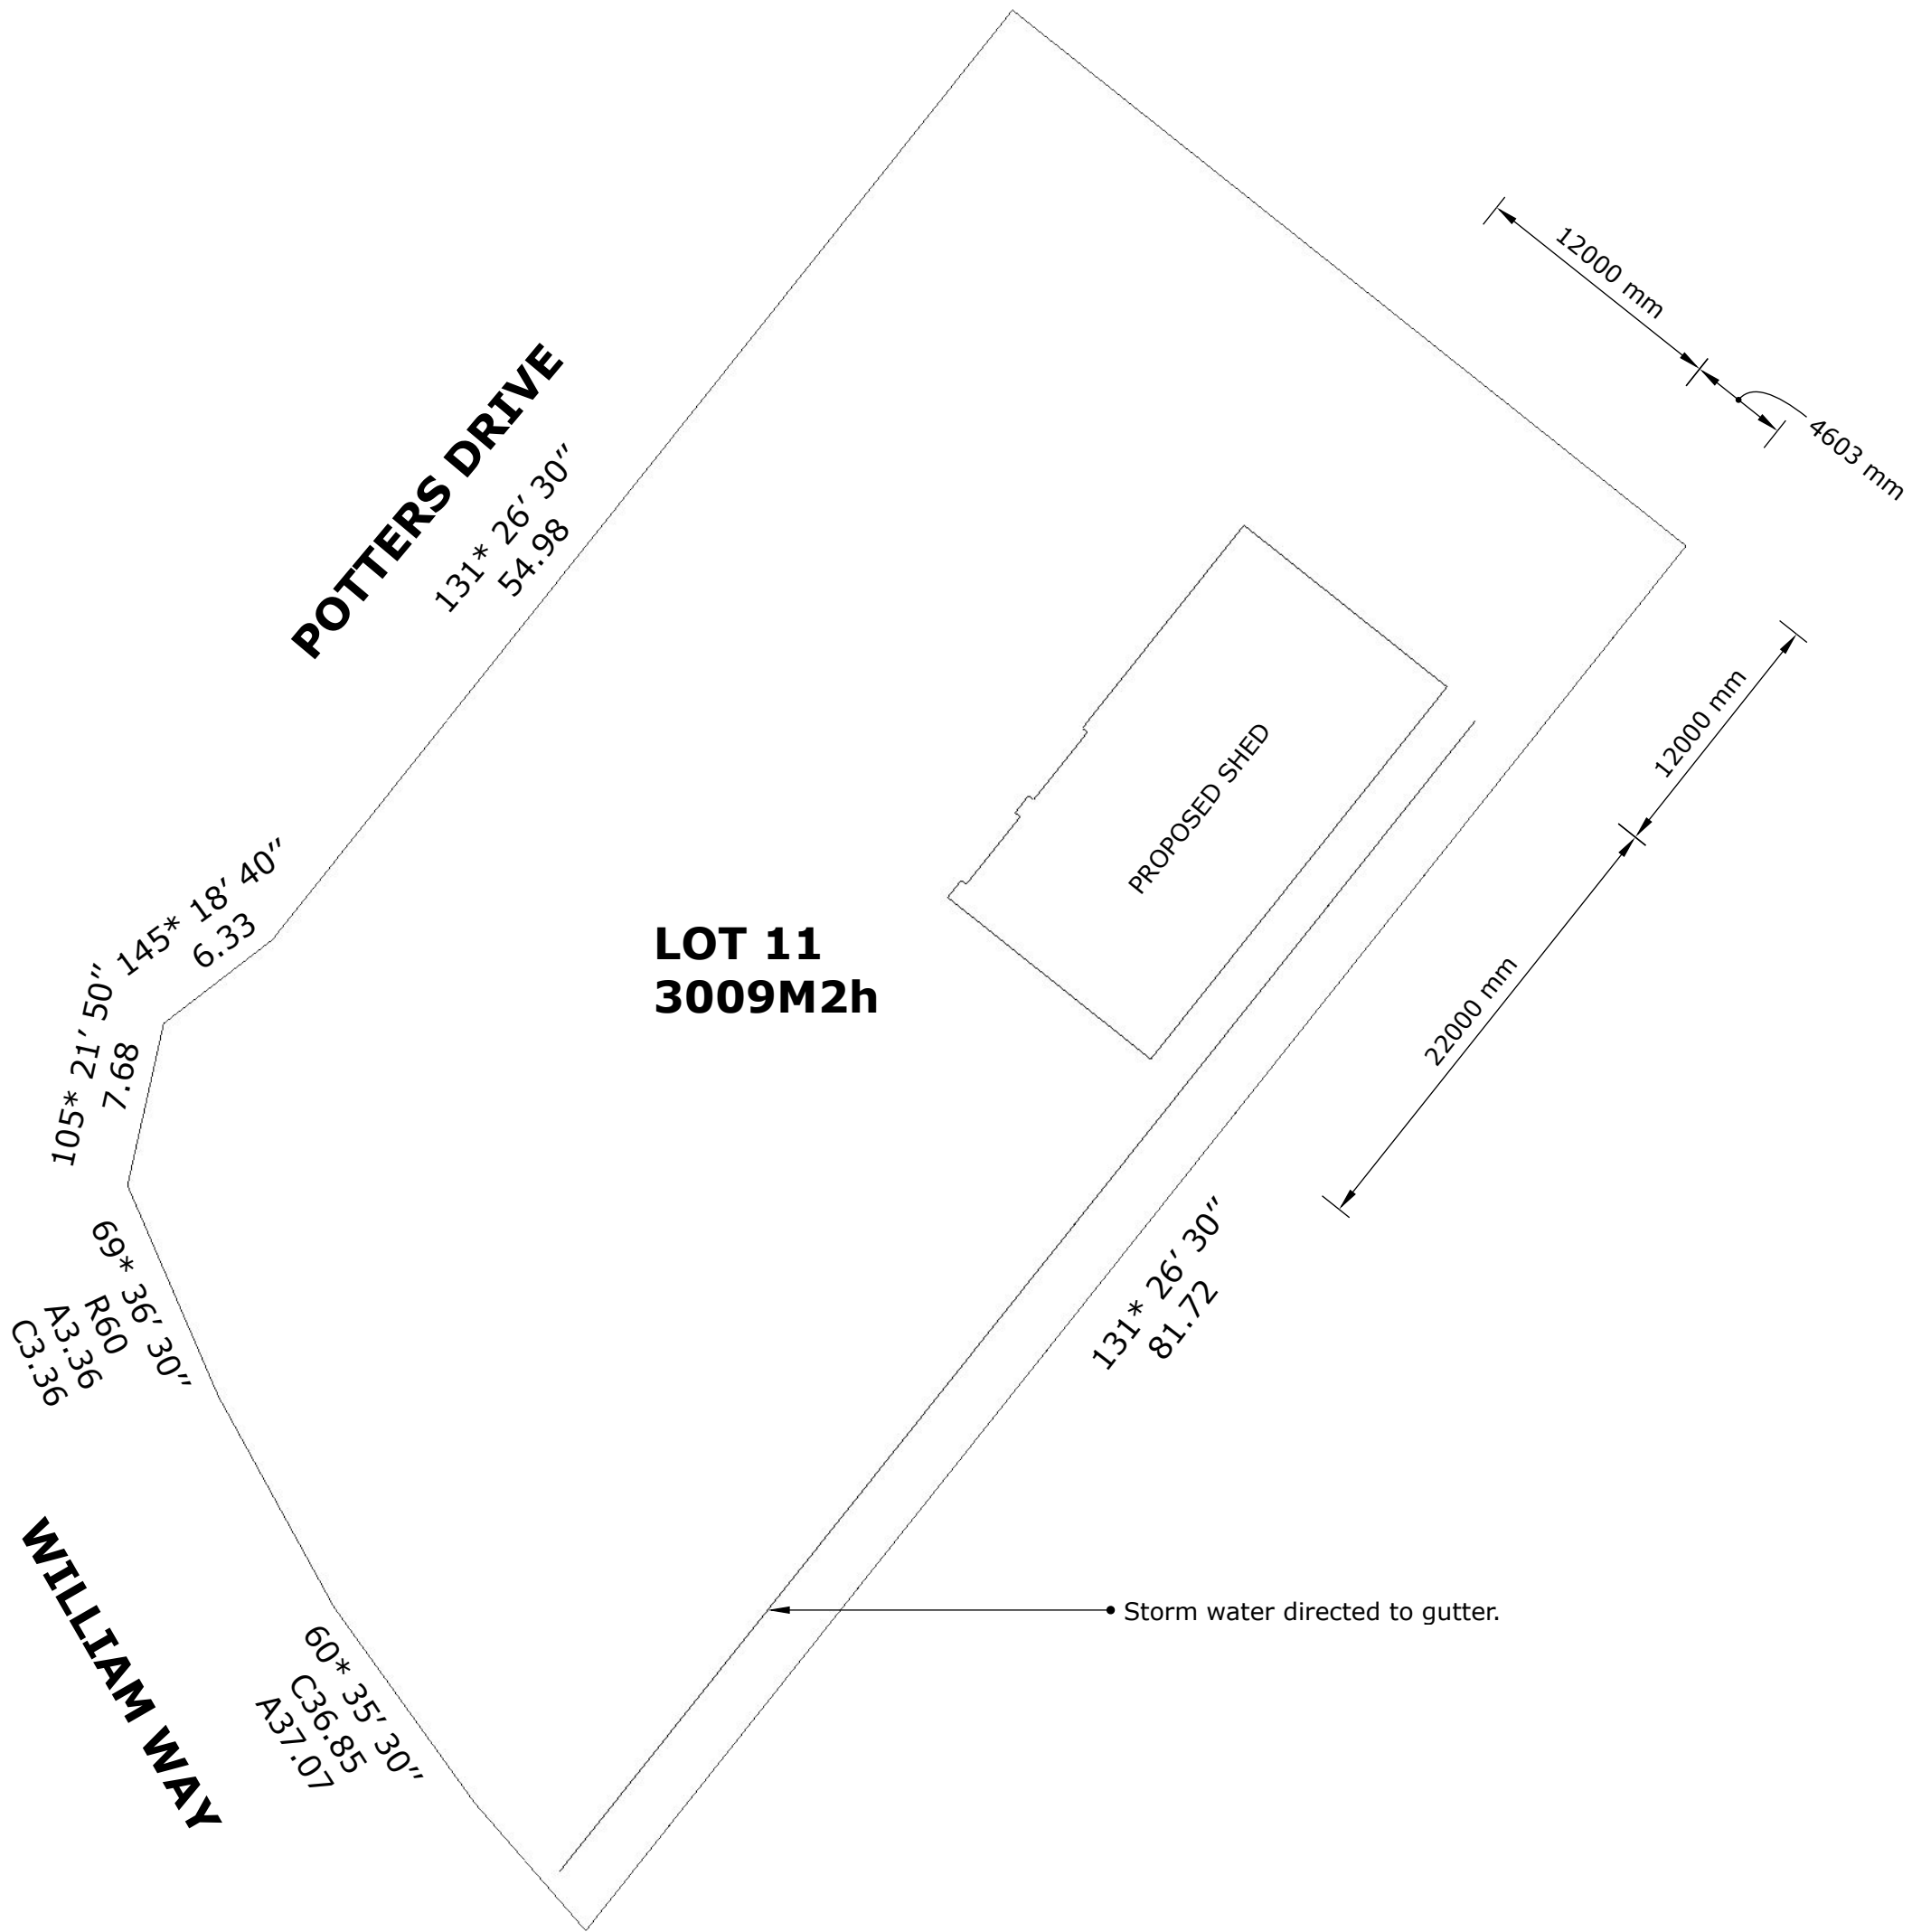 12000 mm
4603 mm
POTTERS DRIVE
131* 26′ 30″
54.98
12000 mm
PROPOSED SHED
145* 18′ 40″
6.33
LOT 11
3009M2h
105* 21′ 50″
7.68
22000 mm
69* 36′ 30″
R60
A3.36
C3.36
131* 26′ 30″
81.72
WILLIAM WAY
60* 35′ 30″
C36.85
A37.07
Storm water directed to gutter.